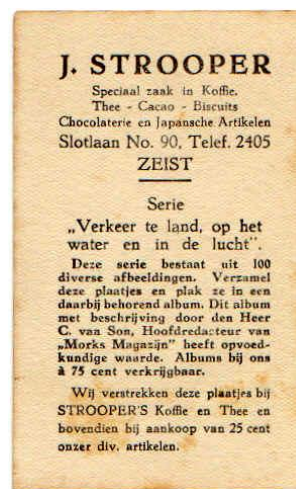 J. STROOPER
Speciaal zaak in Koffie.
Thee - Cacao - Biscuits
Chocolaterie en Japansche Artikelen
Slotlaan No. 90, Telef. 2405
ZEIST
Serie
„Verkeer te land, op het
water en in de lucht".
Deze serie bestaat uit 100
diverse afbeeldingen. Verzamel
deze plaatjes en plak ze in een
daarbij behorend album. Dit album
met beschrijving door den Heer
C. van Son, Hoofdredacteur van
„Morks Magazijn" heeft opvoed-
kundige waarde. Albums bij ons
à 75 cent verkrijgbaar.
Wij verstrekken deze plaatjes bij
STROOPER'S Koffie en Thee en
bovendien bij aankoop van 25 cent
onzer div. artikelen.